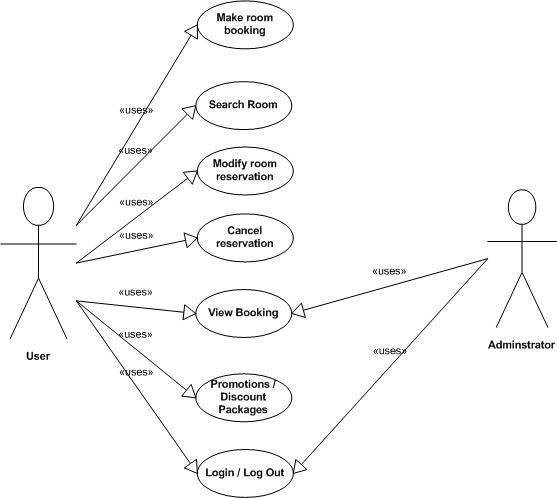 Make room
booking
«uses»
Search Room
«uses»
Modify room
reservation
«uses»
Cancel
reservation
«uses»
«uses»
«uses»
View Booking
User
Adminstrator
«uses»
«uses»
Promotions /
Discount
Packages
«uses»
Login / Log Out